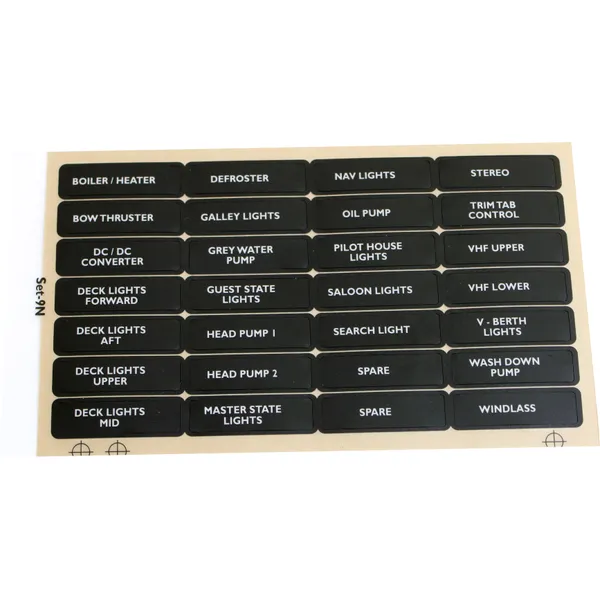 BOILER / HEATER
DEFROSTER
NAV LIGHTS
STEREO
BOW THRUSTER
GALLEY LIGHTS
OIL PUMP
TRIM TAB
CONTROL
DC / DC
CONVERTER
GREY WATER
PUMP
PILOT HOUSE
LIGHTS
VHF UPPER
DECK LIGHTS
FORWARD
GUEST STATE
LIGHTS
SALOON LIGHTS
VHF LOWER
DECK LIGHTS
AFT
HEAD PUMP 1
SEARCH LIGHT
V - BERTH
LIGHTS
DECK LIGHTS
UPPER
HEAD PUMP 2
SPARE
WASH DOWN
PUMP
DECK LIGHTS
MID
MASTER STATE
LIGHTS
SPARE
WINDLASS
Set-9N